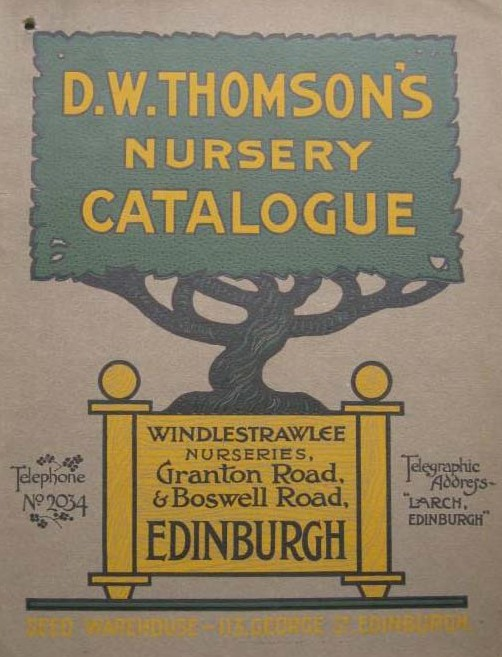 D.W. THOMSON'S
NURSERY
CATALOGUE
WINDLESTRAWLEE
NURSERIES,
Granton Road,
& Boswell Road,
EDINBURGH
Telephone
Nº 2034
Telegraphic
Address-
"LARCH,
EDINBURGH"
SEED WAREHOUSE - 113, GEORGE ST. EDINBURGH